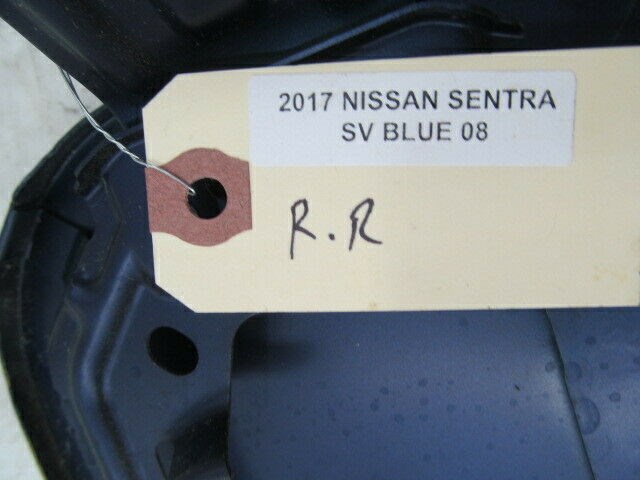 2017 NISSAN SENTRA
SV BLUE 08
R.R